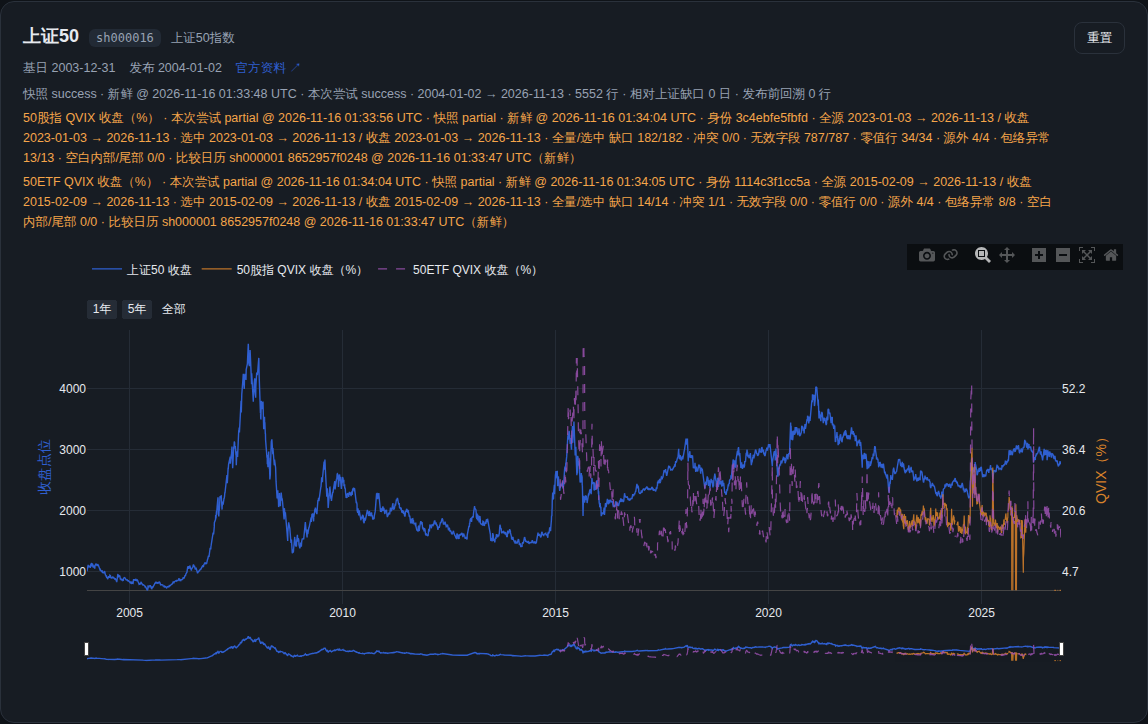 上证50 sh000016 上证50指数 重置
基日 2003-12-31 发布 2004-01-02 官方资料 ↗
快照 success · 新鲜 @ 2026-11-16 01:33:48 UTC · 本次尝试 success · 2004-01-02 → 2026-11-13 · 5552 行 · 相对上证缺口 0 日 · 发布前回溯 0 行
50股指 QVIX 收盘（%） · 本次尝试 partial @ 2026-11-16 01:33:56 UTC · 快照 partial · 新鲜 @ 2026-11-16 01:34:04 UTC · 身份 3c4ebfe5fbfd · 全源 2023-01-03 → 2026-11-13 / 收盘
2023-01-03 → 2026-11-13 · 选中 2023-01-03 → 2026-11-13 / 收盘 2023-01-03 → 2026-11-13 · 全量/选中 缺口 182/182 · 冲突 0/0 · 无效字段 787/787 · 零值行 34/34 · 源外 4/4 · 包络异常
13/13 · 空白内部/尾部 0/0 · 比较日历 sh000001 8652957f0248 @ 2026-11-16 01:33:47 UTC（新鲜）
50ETF QVIX 收盘（%） · 本次尝试 partial @ 2026-11-16 01:34:04 UTC · 快照 partial · 新鲜 @ 2026-11-16 01:34:05 UTC · 身份 1114c3f1cc5a · 全源 2015-02-09 → 2026-11-13 / 收盘
2015-02-09 → 2026-11-13 · 选中 2015-02-09 → 2026-11-13 / 收盘 2015-02-09 → 2026-11-13 · 全量/选中 缺口 14/14 · 冲突 1/1 · 无效字段 0/0 · 零值行 0/0 · 源外 4/4 · 包络异常 8/8 · 空白
内部/尾部 0/0 · 比较日历 sh000001 8652957f0248 @ 2026-11-16 01:33:47 UTC（新鲜）
上证50 收盘 50股指 QVIX 收盘（%） 50ETF QVIX 收盘（%）
1年 5年 全部
4000 52.2
3000 36.4
2000 20.6
1000 4.7
收盘点位
QVIX（%）
2005 2010 2015 2020 2025